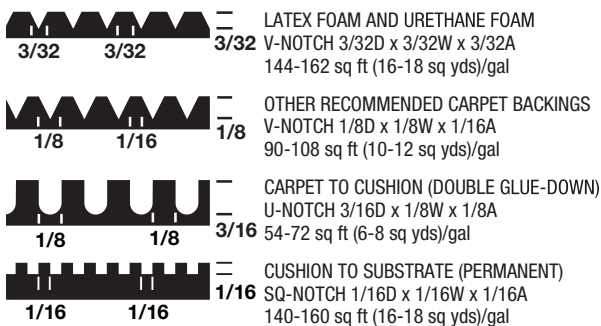 LATEX FOAM AND URETHANE FOAM
3/32 3/32 3/32 V-NOTCH 3/32D x 3/32W x 3/32A
144-162 sq ft (16-18 sq yds)/gal
OTHER RECOMMENDED CARPET BACKINGS
1/8 1/16 1/8 V-NOTCH 1/8D x 1/8W x 1/16A
90-108 sq ft (10-12 sq yds)/gal
CARPET TO CUSHION (DOUBLE GLUE-DOWN)
U-NOTCH 3/16D x 1/8W x 1/8A
1/8 1/8 3/16 54-72 sq ft (6-8 sq yds)/gal
CUSHION TO SUBSTRATE (PERMANENT)
1/16 SQ-NOTCH 1/16D x 1/16W x 1/16A
1/16 1/16 140-160 sq ft (16-18 sq yds)/gal